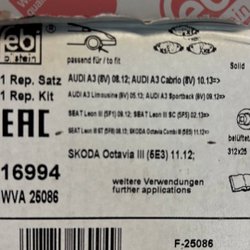 febi
bilstein
passend für / to fit
Solid
1 Rep. Satz
AUDI A3 (8V) 08.12; AUDI A3 Cabrio (8V) 10.13=>
1 Rep. Kit
AUDI A3 Limousine (8V) 05.13; AUDI A3 Sportback (8V) 09.12=>
EAC
SEAT Leon III (5F1) 09.12; SEAT Leon III SC (5F5) 02.13=>
SEAT Leon III ST (5F8) 08.13; SKODA Octavia III Combi (5E5) 11.12;
312x25
SKODA Octavia III (5E3) 11.12;
16994
WVA 25086
weitere Verwendungen
further applications
F-25086